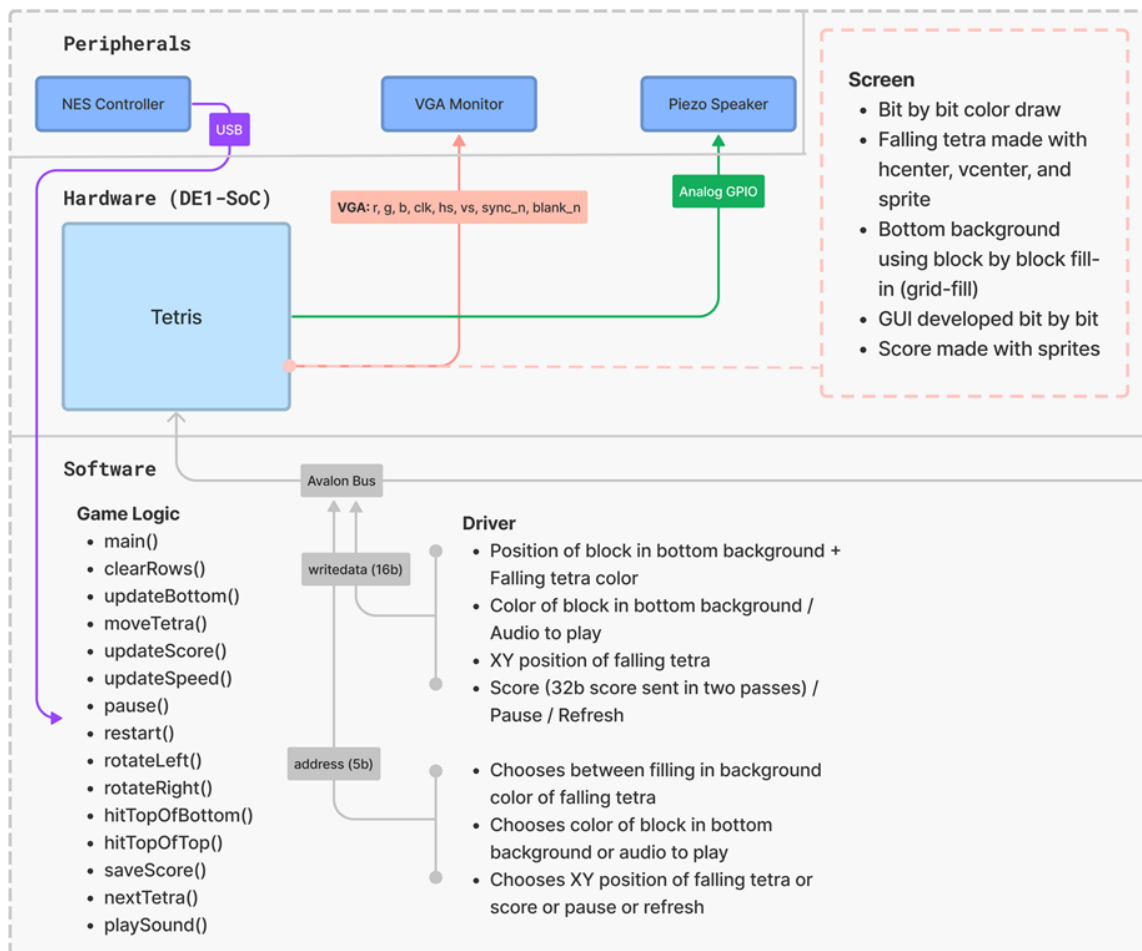 Peripherals
NES Controller
VGA Monitor
Piezo Speaker
USB
Hardware (DE1-SoC)
VGA: r, g, b, clk, hs, vs, sync_n, blank_n
Analog GPIO
Tetris
Screen
• Bit by bit color draw
• Falling tetra made with
hcenter, vcenter, and
sprite
• Bottom background
using block by block fill-
in (grid-fill)
• GUI developed bit by bit
• Score made with sprites
Software
Avalon Bus
Game Logic
• main()
• clearRows()
• updateBottom()
• moveTetra()
• updateScore()
• updateSpeed()
• pause()
• restart()
• rotateLeft()
• rotateRight()
• hitTopOfBottom()
• hitTopOfTop()
• saveScore()
• nextTetra()
• playSound()
writedata (16b)
address (5b)
Driver
• Position of block in bottom background +
Falling tetra color
• Color of block in bottom background /
Audio to play
• XY position of falling tetra
• Score (32b score sent in two passes) /
Pause / Refresh
• Chooses between filling in background
color of falling tetra
• Chooses color of block in bottom
background or audio to play
• Chooses XY position of falling tetra or
score or pause or refresh